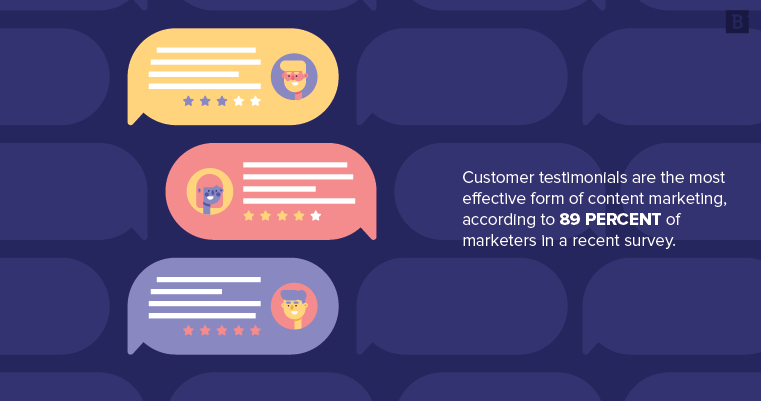 B
Customer testimonials are the most
effective form of content marketing,
according to 89 PERCENT of
marketers in a recent survey.